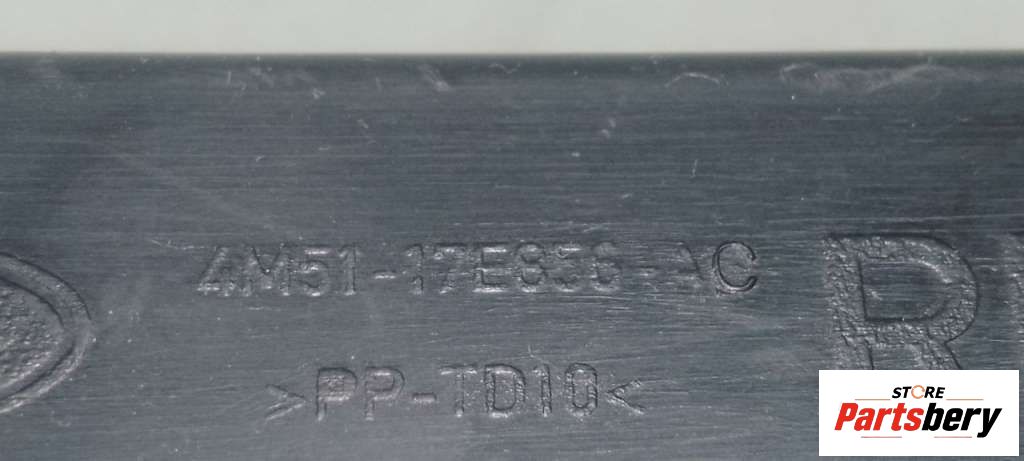 4M51-17E856-AC
R
>PP-TD10<
STORE
Partsbery